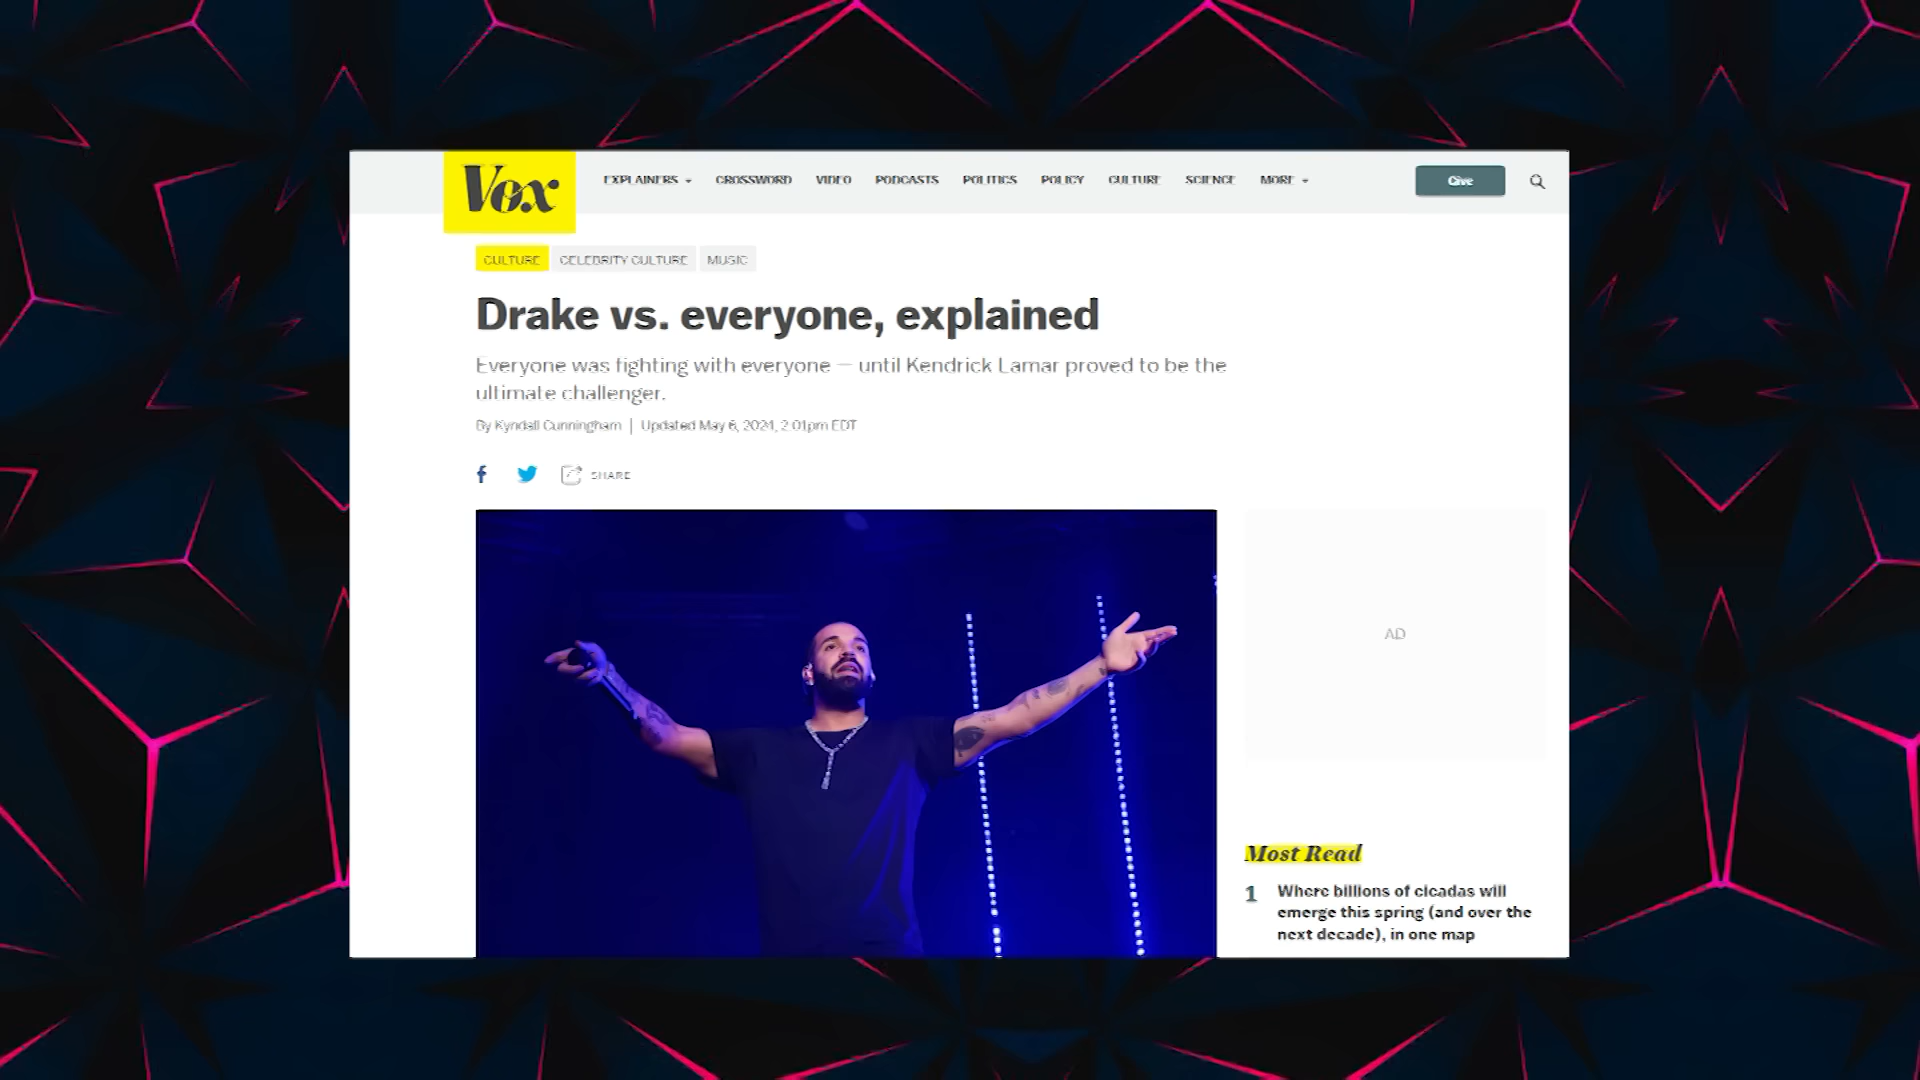 Vox
EXPLAINERS CROSSWORD VIDEO PODCASTS POLITICS POLICY CULTURE SCIENCE MORE Give
CULTURE CELEBRITY CULTURE MUSIC
Drake vs. everyone, explained
Everyone was fighting with everyone — until Kendrick Lamar proved to be the
ultimate challenger.
By Kyndall Cunningham | Updated May 6, 2024, 2:01pm EDT
SHARE
AD
Most Read
1 Where billions of cicadas will
emerge this spring (and over the
next decade), in one map